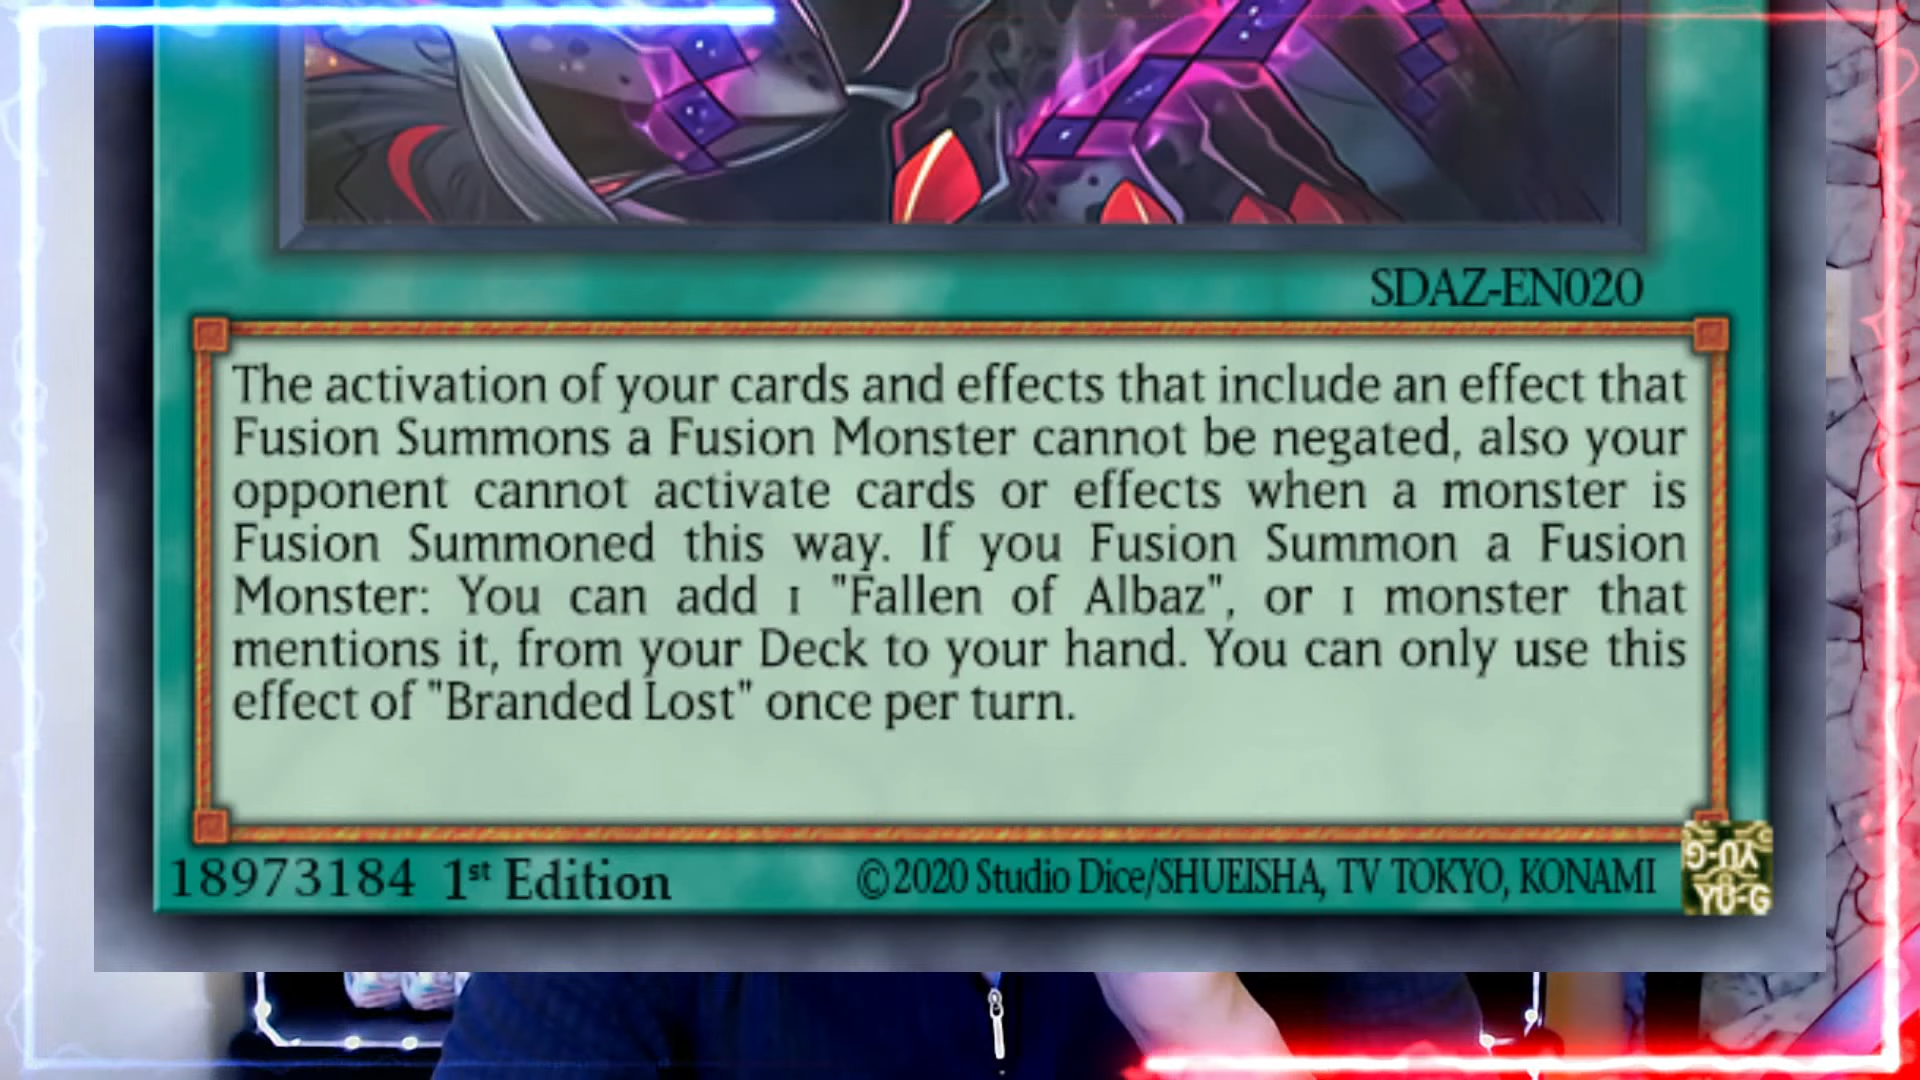 SDAZ-EN020
The activation of your cards and effects that include an effect that
Fusion Summons a Fusion Monster cannot be negated, also your
opponent cannot activate cards or effects when a monster is
Fusion Summoned this way. If you Fusion Summon a Fusion
Monster: You can add 1 "Fallen of Albaz", or 1 monster that
mentions it, from your Deck to your hand. You can only use this
effect of "Branded Lost" once per turn.
18973184 1st Edition ©2020 Studio Dice/SHUEISHA, TV TOKYO, KONAMI
YU-G
YU-G